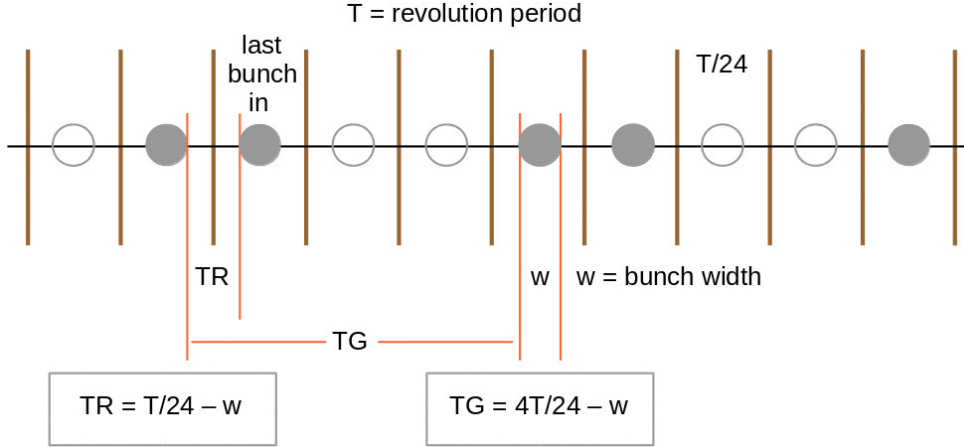 T = revolution period
last
bunch
in
T/24
TR
w
w = bunch width
TG
TR = T/24 – w
TG = 4T/24 – w